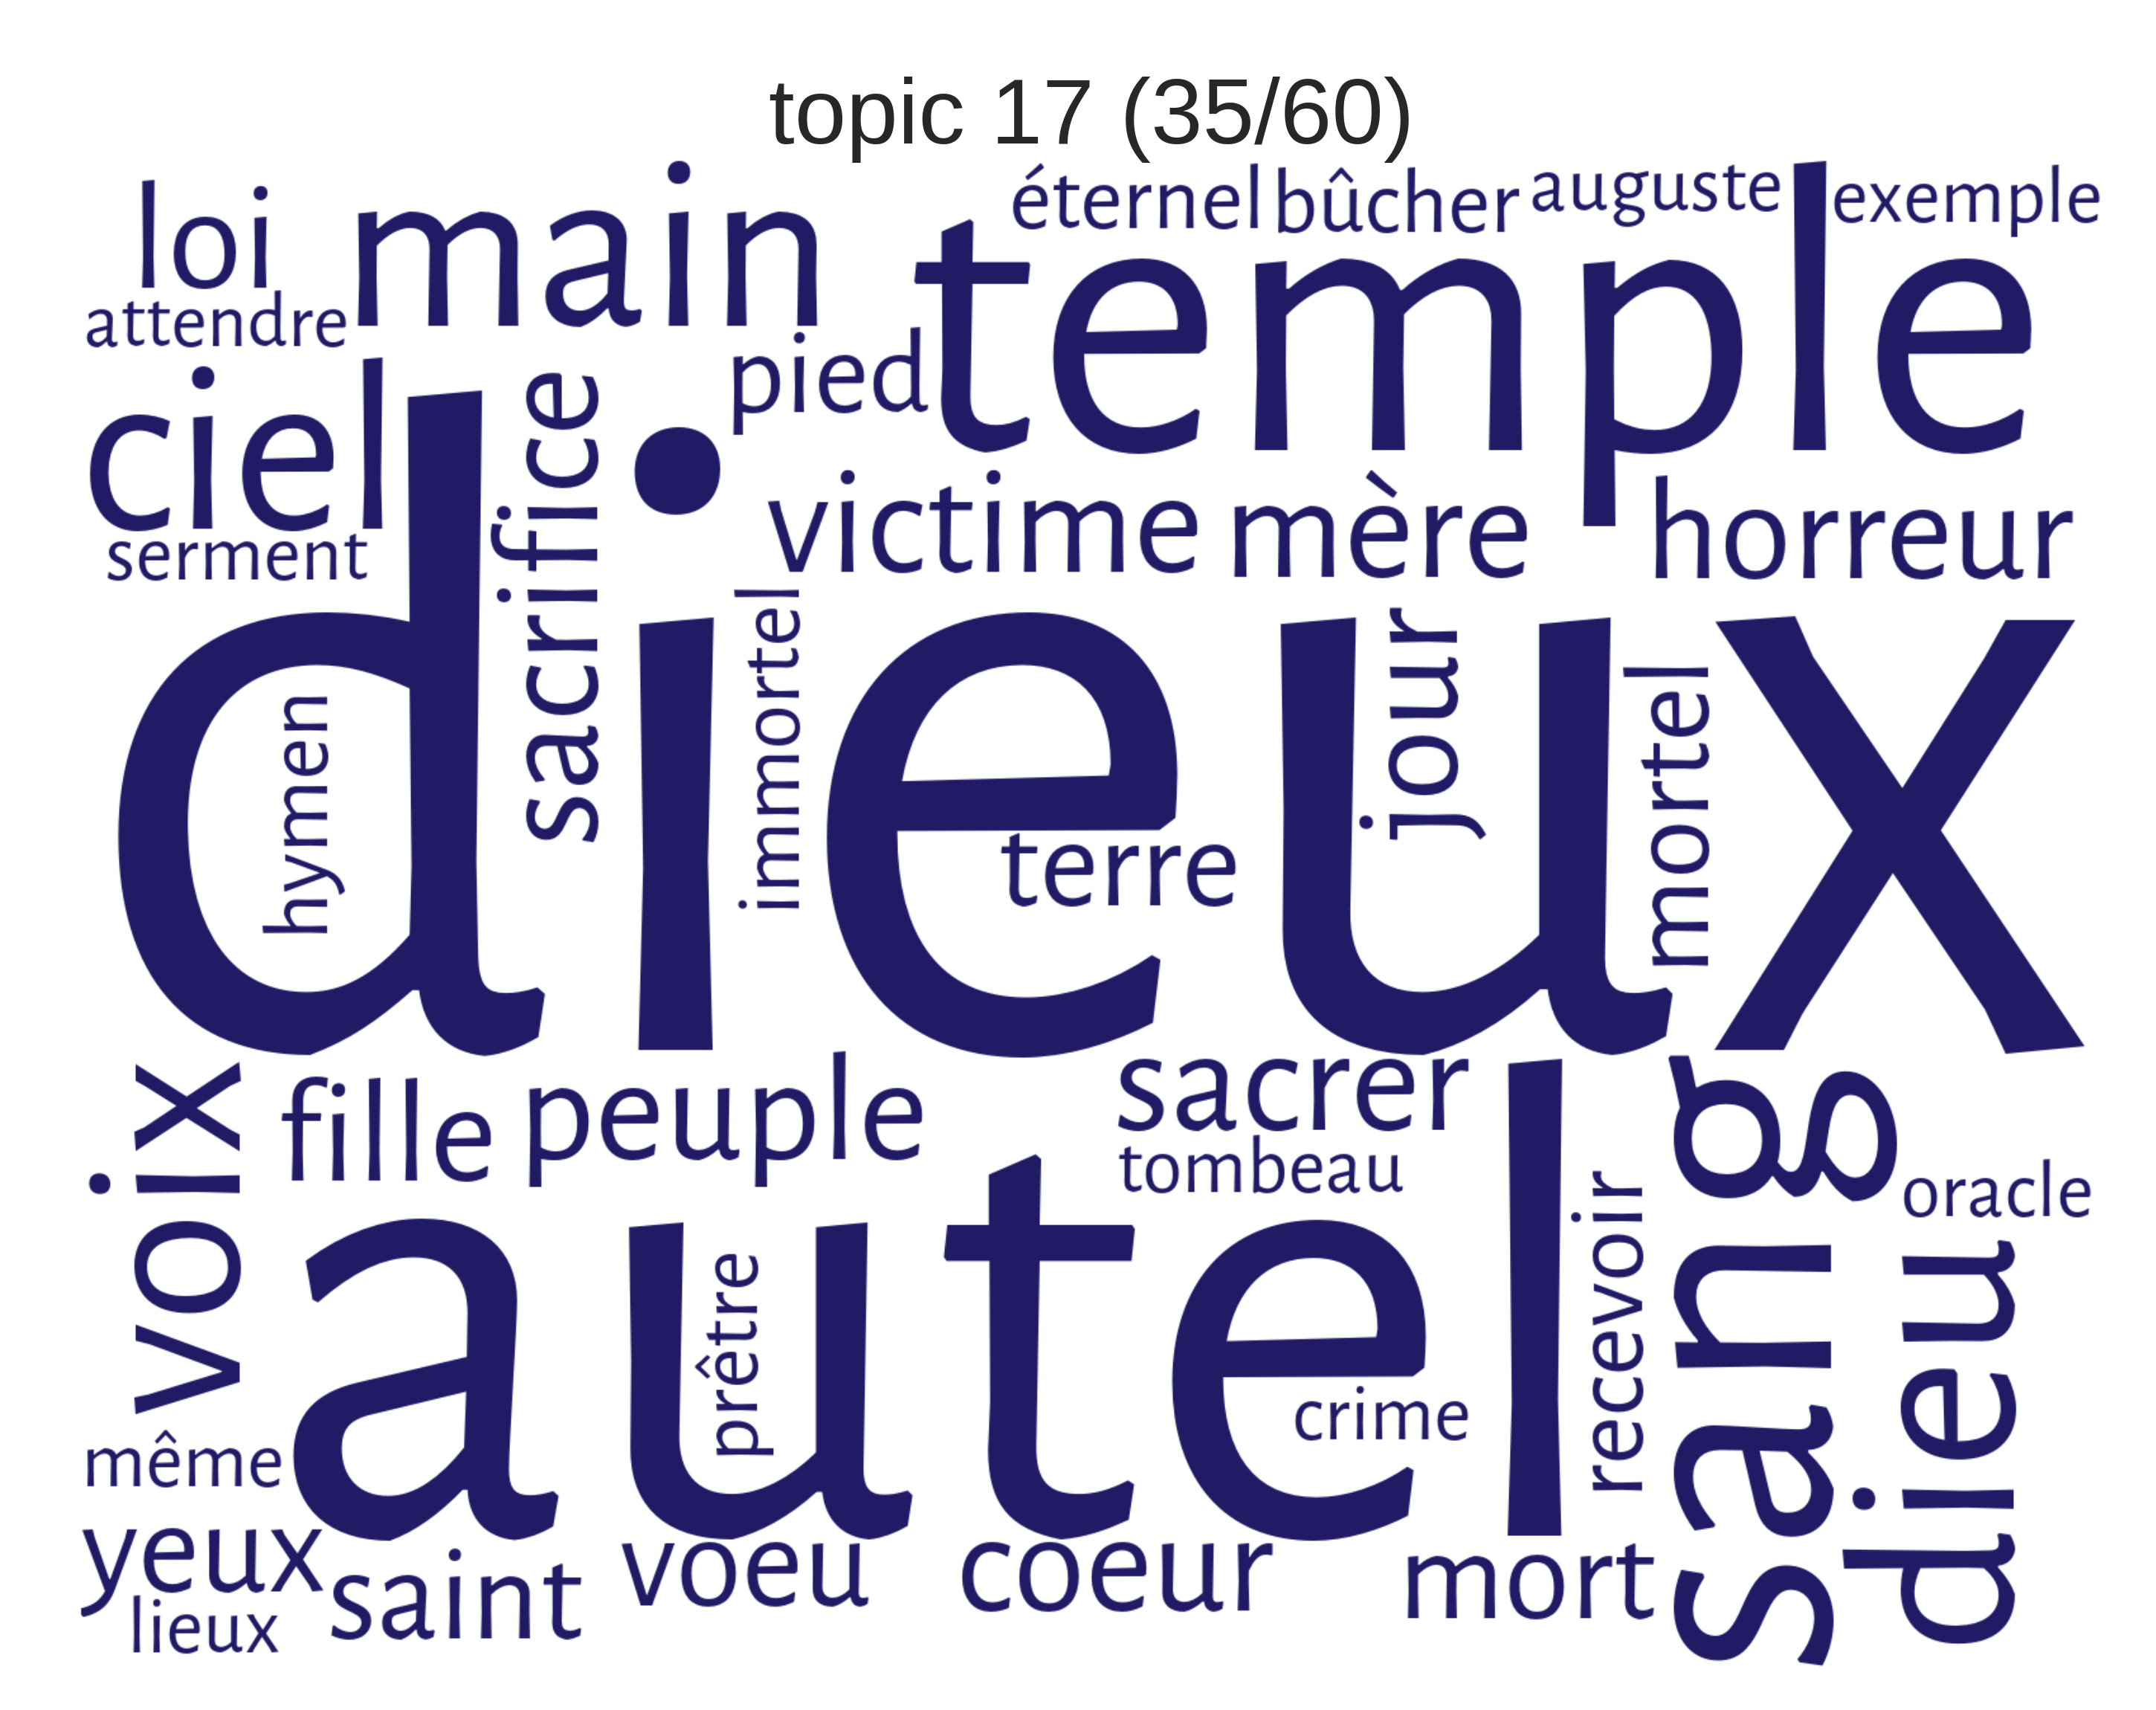 topic 17 (35/60)
loi main éternel bûcher auguste exemple
attendre temple
ciel sacrifice pied
serment victime mère horreur
dieux
hymen immortel terre jour mortel
voix fille peuple sacrer sang
tombeau oracle
autel
prêtre crime recevoir dieu
même
yeux saint voeu coeur mort
lieux